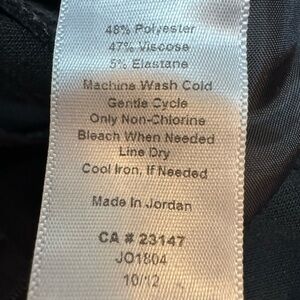 48% Polyester
47% Viscose
5% Elastane
Machine Wash Cold
Gentle Cycle
Only Non-Chlorine
Bleach When Needed
Line Dry
Cool Iron, If Needed
Made In Jordan
CA # 23147
JO1804
10/12